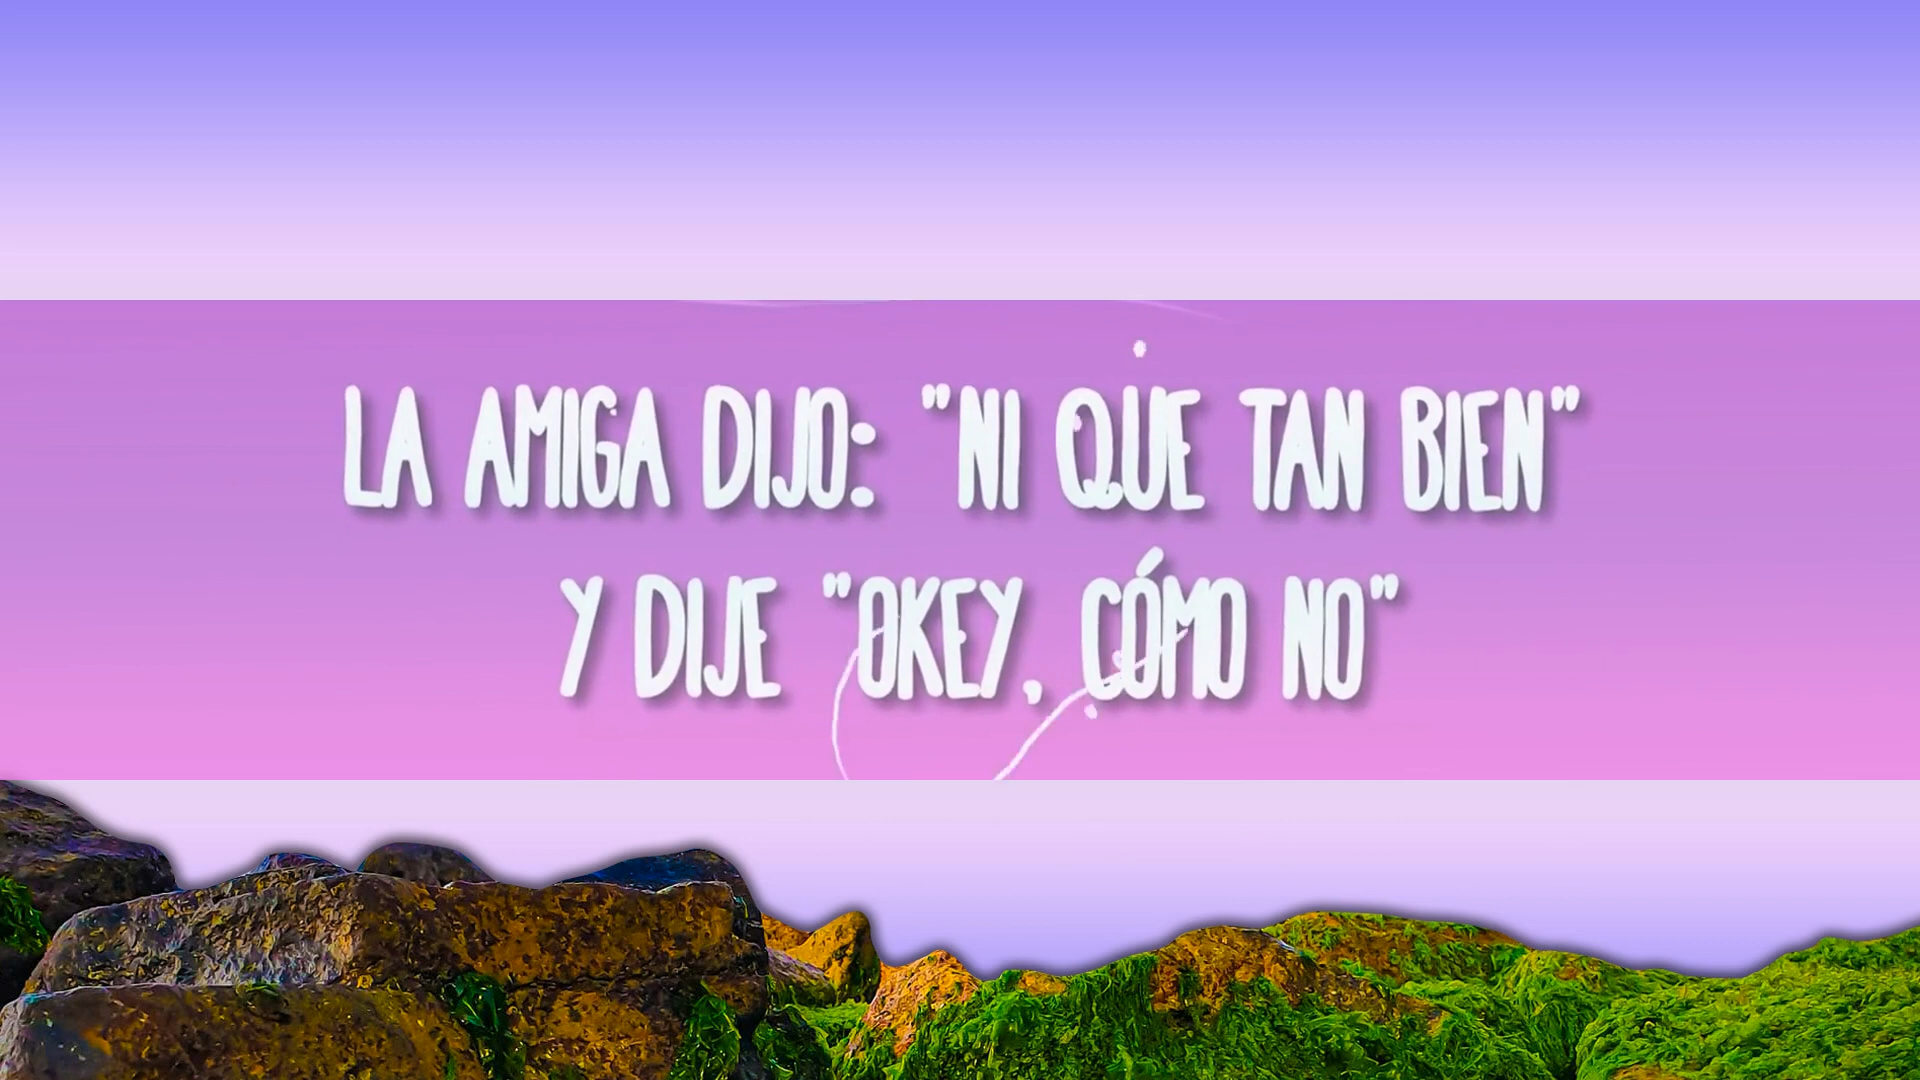 LA AMIGA DIJO: "NI QUE TAN BIEN"
Y DIJE "OKEY, CÓMO NO"